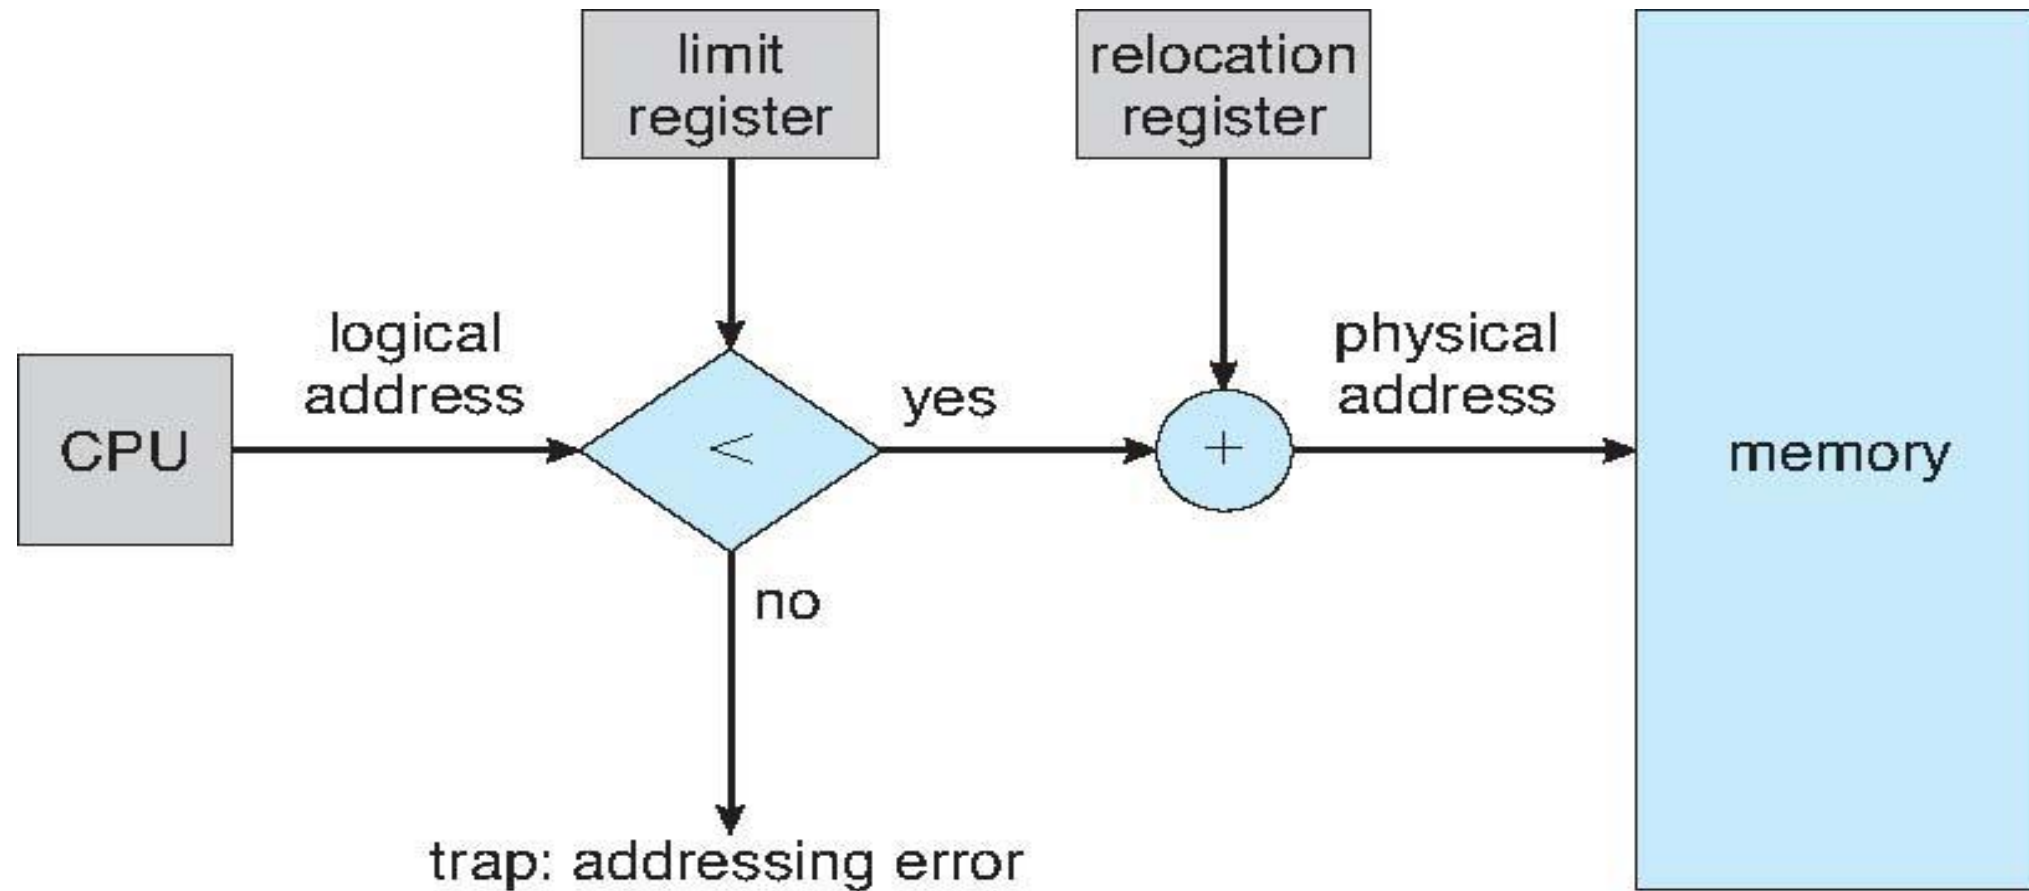 limit
register
relocation
register
logical
address
physical
address
CPU
<
yes
+
memory
no
trap: addressing error